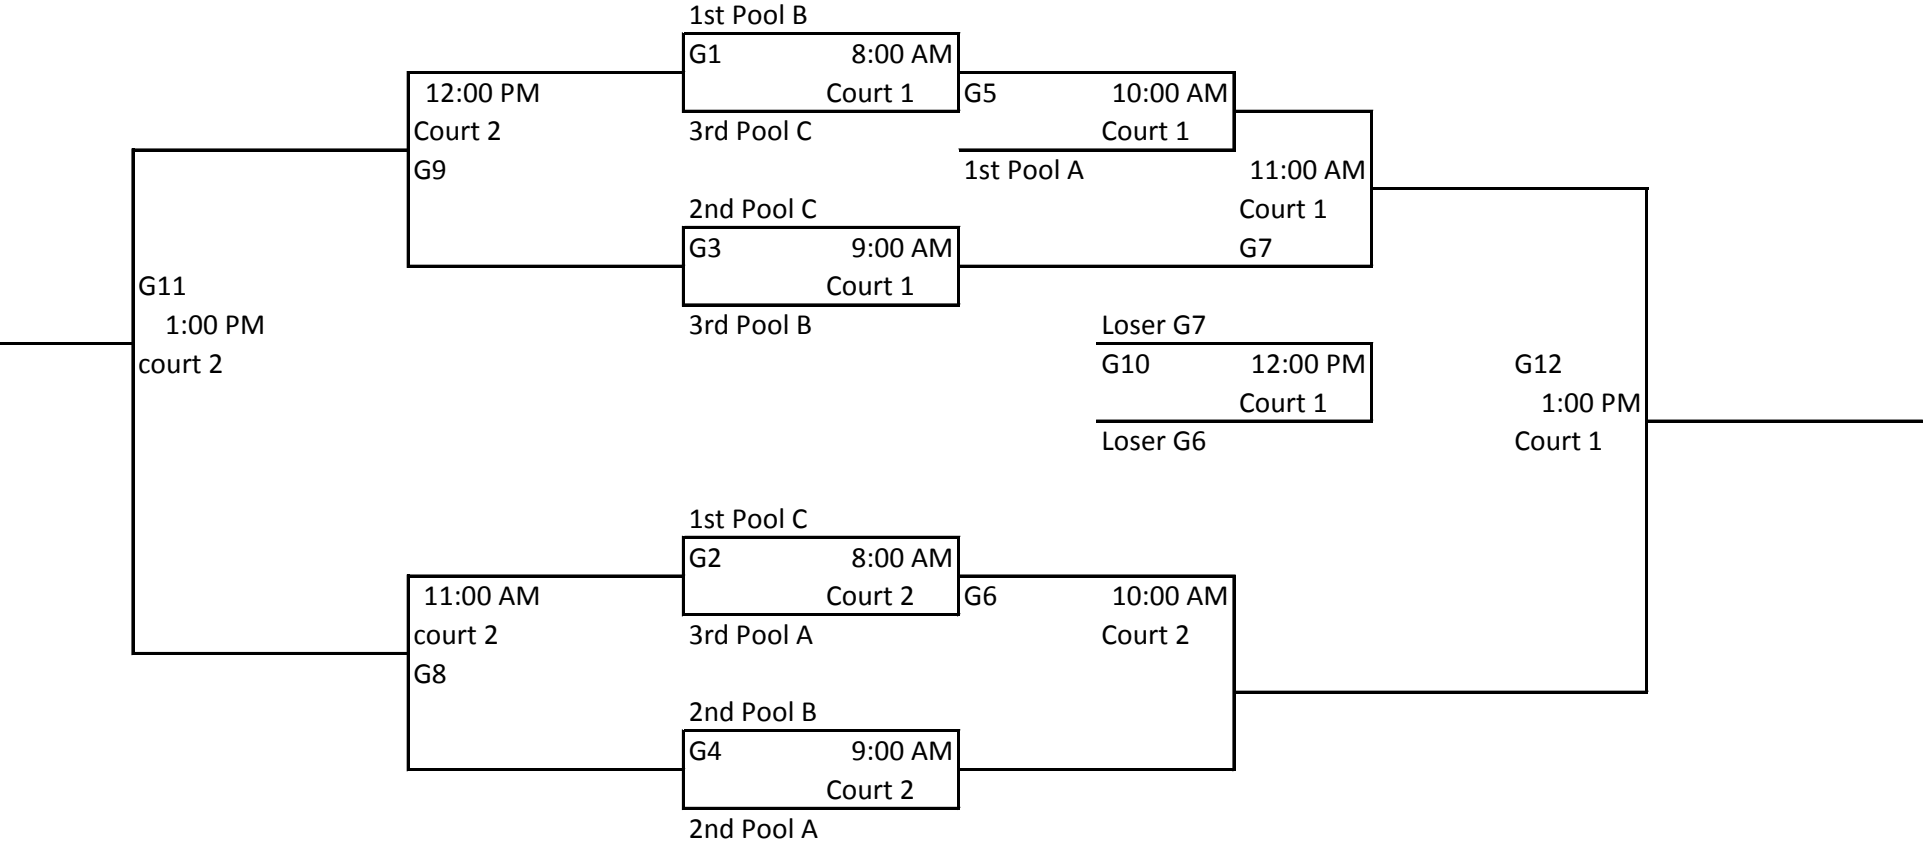 1st Pool B
G1 8:00 AM
12:00 PM Court 1 G5 10:00 AM
Court 2 3rd Pool C Court 1
G9 1st Pool A 11:00 AM
2nd Pool C Court 1
G3 9:00 AM G7
G11 Court 1
1:00 PM 3rd Pool B Loser G7
court 2 G10 12:00 PM G12
Court 1 1:00 PM
Loser G6 Court 1
1st Pool C
G2 8:00 AM
11:00 AM Court 2 G6 10:00 AM
court 2 3rd Pool A Court 2
G8
2nd Pool B
G4 9:00 AM
Court 2
2nd Pool A